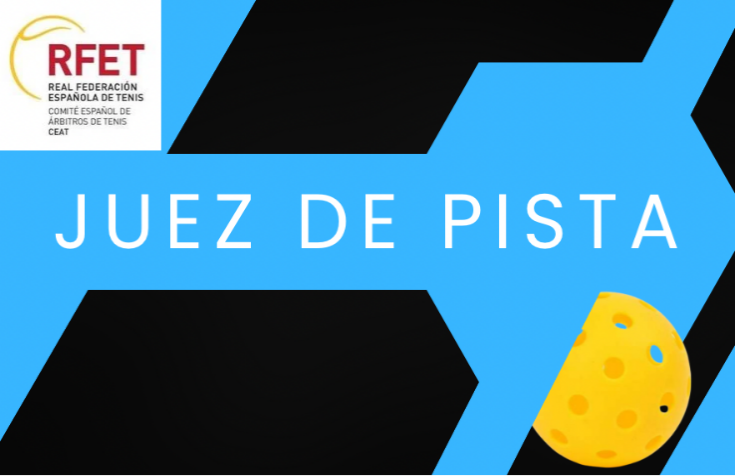 RFET
REAL FEDERACIÓN
ESPAÑOLA DE TENIS
COMITÉ ESPAÑOL DE
ÁRBITROS DE TENIS
CEAT
JUEZ DE PISTA